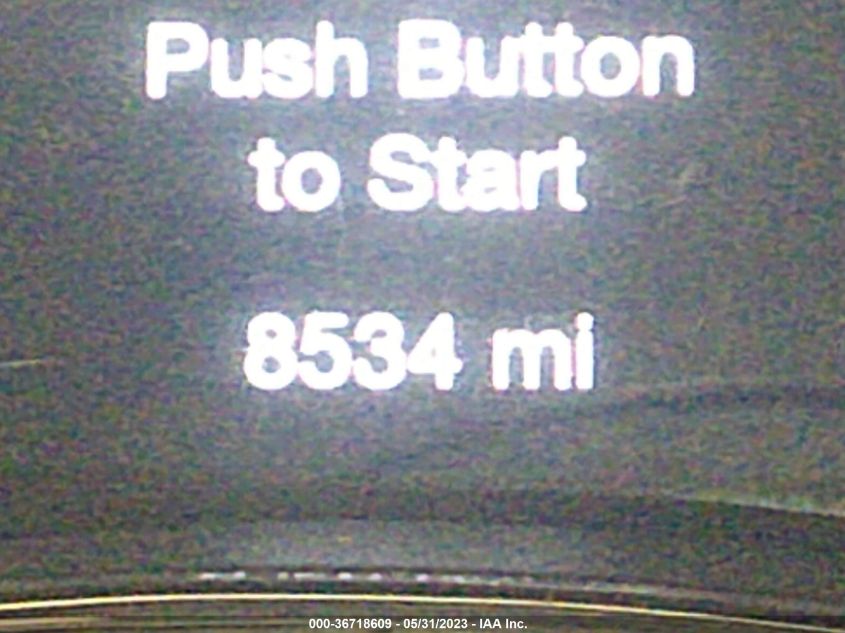 Push Button
to Start
8534 mi
000-36718609 - 05/31/2023 - IAA Inc.